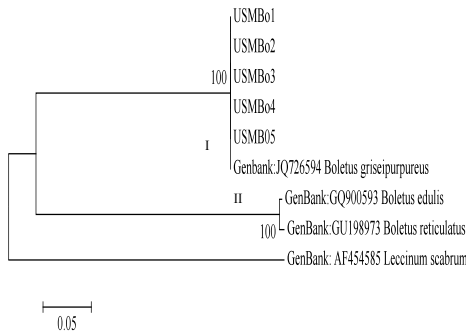 USMBo1
USMBo2
100
USMBo3
USMBo4
USMB05
I
Genbank:JQ726594 Boletus griseipurpureus
II
GenBank:GQ900593 Boletus edulis
100
GenBank:GU198973 Boletus reticulatus
GenBank: AF454585 Leccinum scabrum
0.05